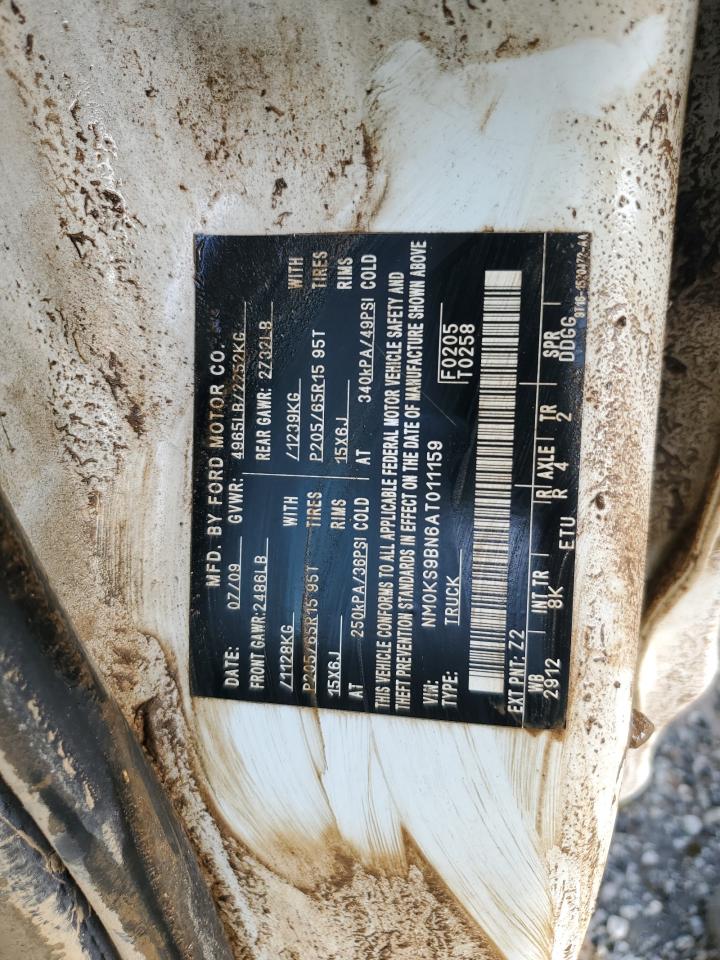 MFD. BY FORD MOTOR CO.
DATE: 07/09 GVWR: 4965LB/2252KG
FRONT GAWR: 2486LB REAR GAWR: 2732LB
/1128KG WITH /1239KG WITH
P205/65R15 95T TIRES P205/65R15 95T TIRES
15X6J RIMS 15X6J RIMS
AT 250kPA/36PSI COLD AT 340kPA/49PSI COLD
THIS VEHICLE CONFORMS TO ALL APPLICABLE FEDERAL MOTOR VEHICLE SAFETY AND
THEFT PREVENTION STANDARDS IN EFFECT ON THE DATE OF MANUFACTURE SHOWN ABOVE
VIN: NM0KS9BN6AT011159
TYPE: TRUCK F0205
T0258
EXT PNT: Z2
WB INT TR R AXLE TR SPR
2912 8K R 4 2 DDGG
ETU